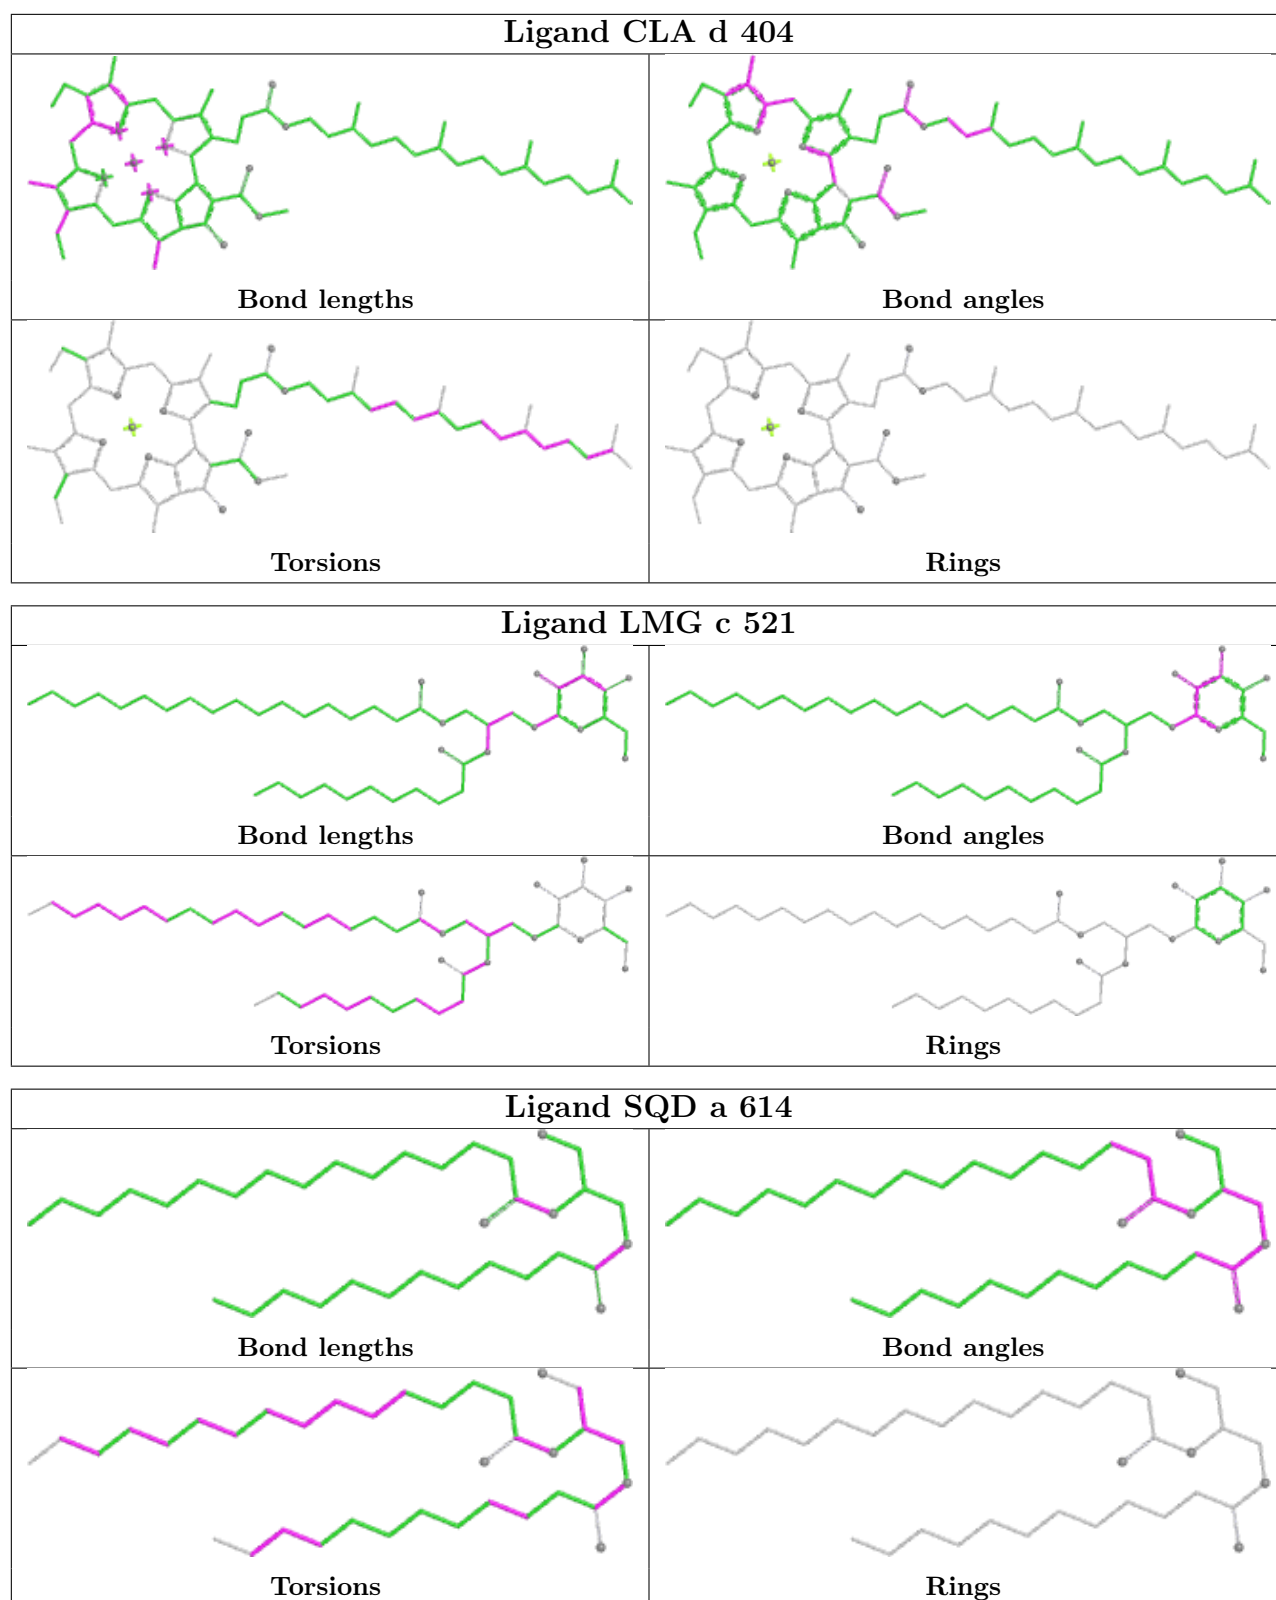 Ligand CLA d 404
Bond lengths
Bond angles
Torsions
Rings
Ligand LMG c 521
Bond lengths
Bond angles
Torsions
Rings
Ligand SQD a 614
Bond lengths
Bond angles
Torsions
Rings